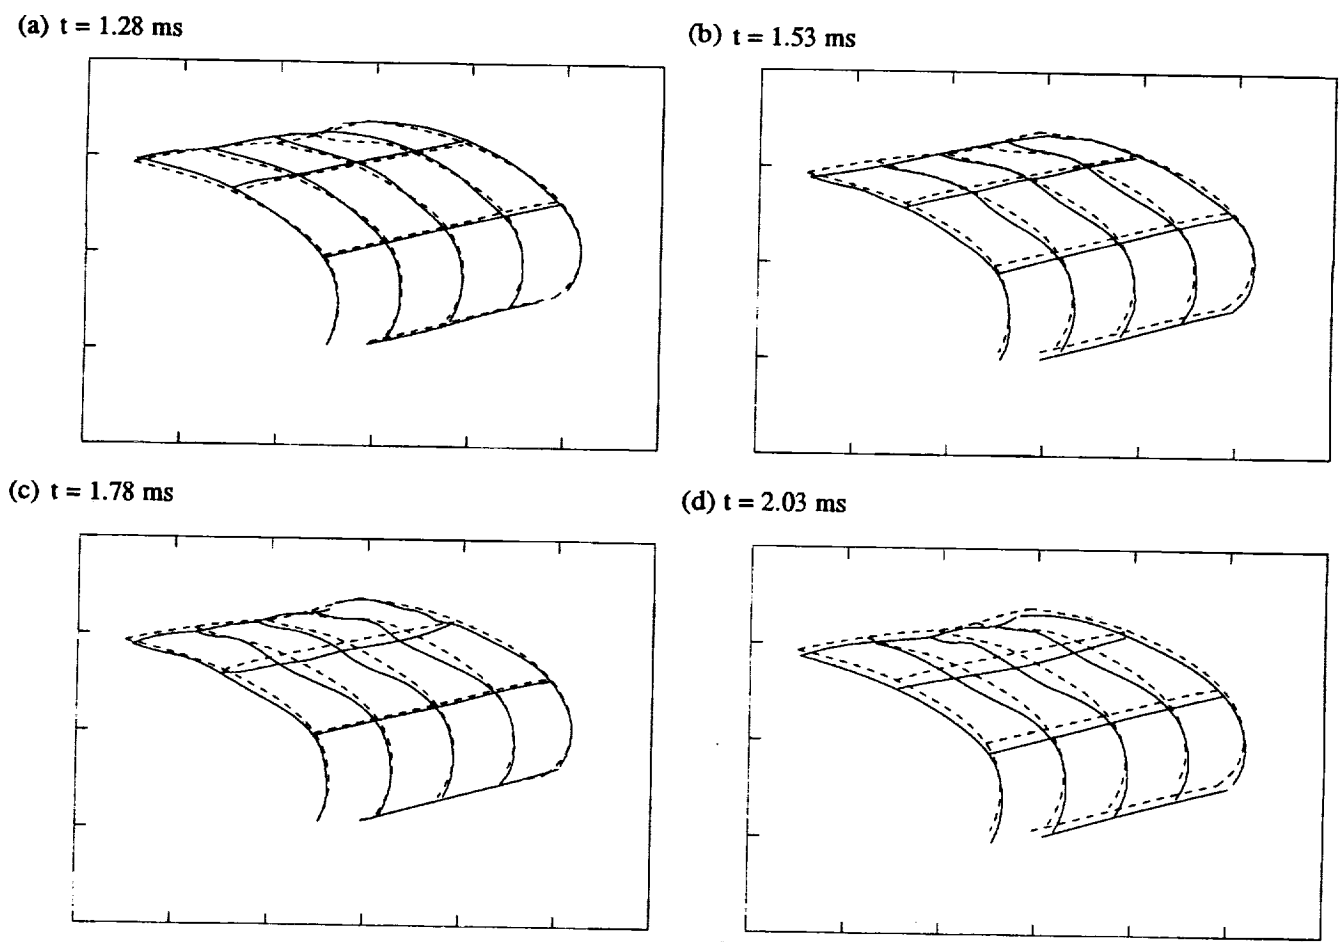 (a) t = 1.28 ms
(b) t = 1.53 ms
(c) t = 1.78 ms
(d) t = 2.03 ms